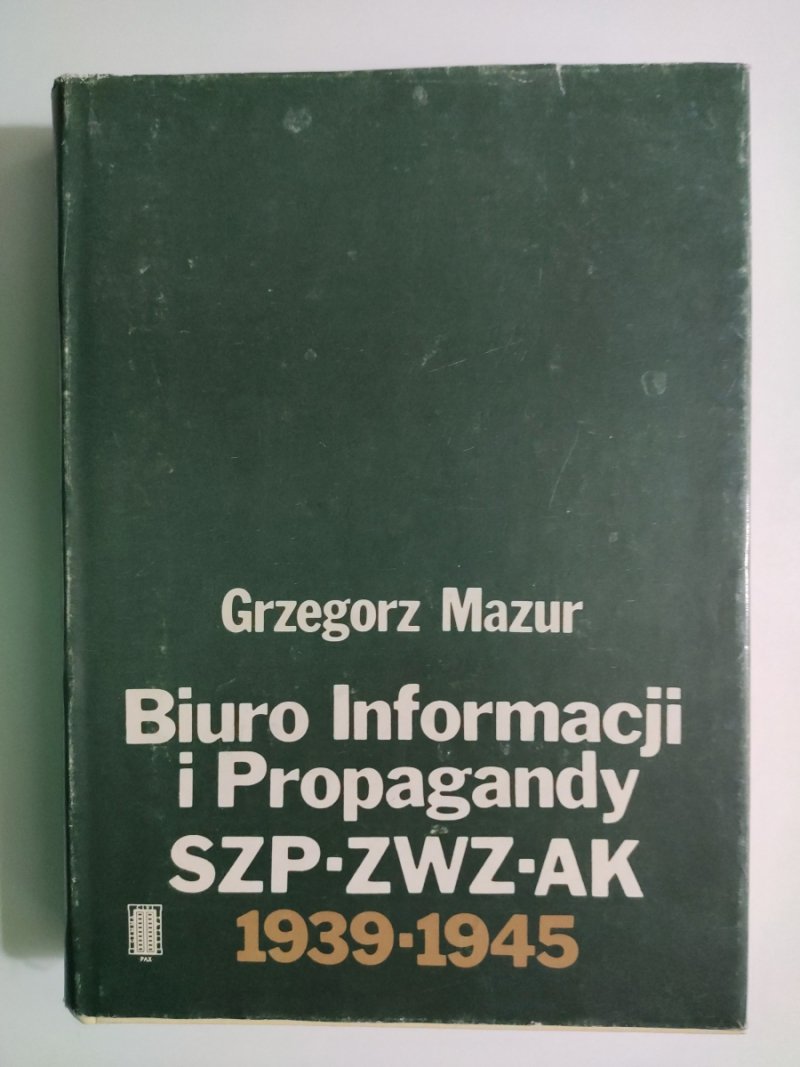 Grzegorz Mazur
Biuro Informacji
i Propagandy
SZP·ZWZ·AK
1939·1945
PAX